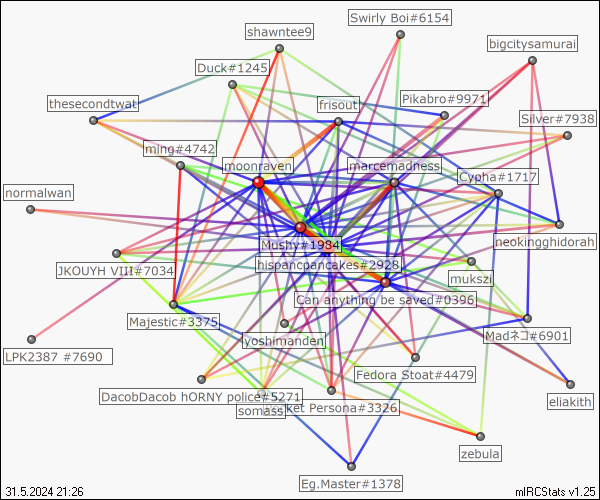 Swirly Boi#6154
shawntee9
bigcitysamurai
Duck#1245
thesecondtwat
frisout
Pikabro#9971
Silver#7938
ming#4742
moonraven
marcemadness
Cypha#1717
normalwan
Mushy#1984
neokingghidorah
JKOUYH VIII#7034
hispancpancakes#2928
mukszi
Can anything be saved#0396
Majestic#3375
lyoshimanden
Madネコ#6901
LPK2387 #7690
Fedora Stoat#4479
eliakith
DacobDacob hORNY police#5271
somass
ket Persona#3326
zebula
Eg.Master#1378
31.5.2024 21:26
mIRCStats v1.25